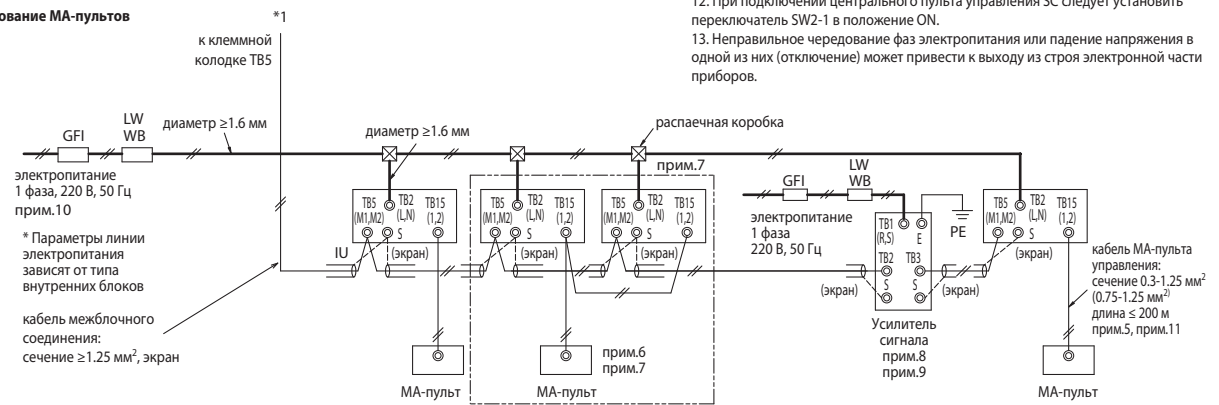 12. При подключении центрального пульта управления SC следует установить
переключатель SW2-1 в положение ON.
13. Неправильное чередование фаз электропитания или падение напряжения в
одной из них (отключение) может привести к выходу из строя электронной части
приборов.
ование МА-пультов
*1
к клеммной
колодке TB5
GFI
LW
WB
диаметр ≥1.6 мм
диаметр ≥1.6 мм
распаечная коробка
прим.7
электропитание
1 фаза, 220 В, 50 Гц
прим.10
* Параметры линии
электропитания
зависят от типа
внутренних блоков
кабель межблочного
соединения:
сечение ≥1.25 мм², экран
IU
TB5
(M1,M2)
TB2
(L,N)
TB15
(1,2)
S
(экран)
TB5
(M1,M2)
TB2
(L,N)
TB15
(1,2)
S
(экран)
TB5
(M1,M2)
TB2
(L,N)
TB15
(1,2)
S
(экран)
GFI
LW
WB
электропитание
1 фаза
220 В, 50 Гц
TB1
(R,S)
E
PE
TB2
TB3
S
S
(экран)
(экран)
Усилитель
сигнала
прим.8
прим.9
TB5
(M1,M2)
TB2
(L,N)
TB15
(1,2)
S
(экран)
кабель МА-пульта
управления:
сечение 0.3-1.25 мм²
(0.75-1.25 мм²)
длина ≤ 200 м
прим.5, прим.11
МА-пульт
прим.6
прим.7
МА-пульт
МА-пульт